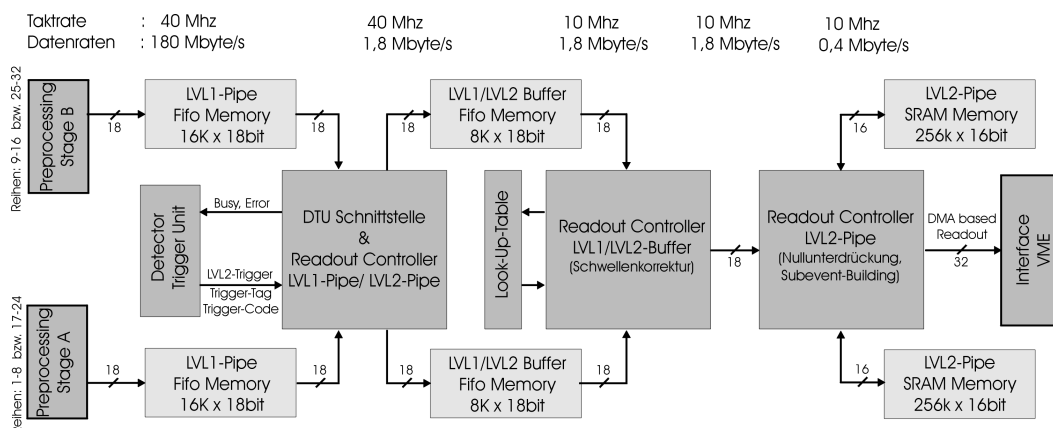 Taktrate : 40 Mhz 40 Mhz 10 Mhz 10 Mhz 10 Mhz
Datenraten : 180 Mbyte/s 1,8 Mbyte/s 1,8 Mbyte/s 1,8 Mbyte/s 0,4 Mbyte/s
Reihen: 9-16 bzw. 25-32
Preprocessing
Stage B
18
LVL1-Pipe
Fifo Memory
16K x 18bit
18
18
LVL1/LVL2 Buffer
Fifo Memory
8K x 18bit
18
16
LVL2-Pipe
SRAM Memory
256k x 16bit
Detector
Trigger Unit
Busy, Error
LVL2-Trigger
Trigger-Tag
Trigger-Code
DTU Schnittstelle
&
Readout Controller
LVL1-Pipe/ LVL2-Pipe
Look-Up-Table
Readout Controller
LVL1/LVL2-Buffer
(Schwellenkorrektur)
18
Readout Controller
LVL2-Pipe
(Nullunterdrückung,
Subevent-Building)
DMA based
Readout
32
Interface
VME
eihen: 1-8 bzw. 17-24
Preprocessing
Stage A
18
LVL1-Pipe
Fifo Memory
16K x 18bit
18
18
LVL1/LVL2 Buffer
Fifo Memory
8K x 18bit
18
16
LVL2-Pipe
SRAM Memory
256k x 16bit